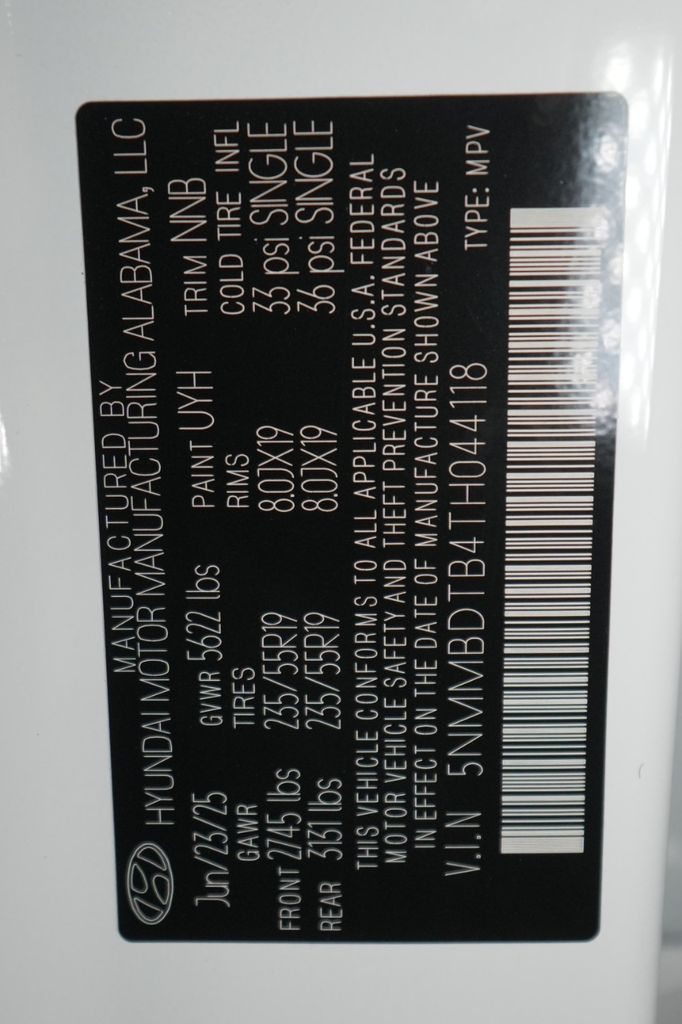 MANUFACTURED BY
HYUNDAI MOTOR MANUFACTURING ALABAMA, LLC
Jun/23/25 GVWR 5622 lbs PAINT UYH TRIM NNB
GAWR TIRES RIMS COLD TIRE INFL
FRONT 2745 lbs 235/55R19 8.0JX19 33 psi SINGLE
REAR 3131 lbs 235/55R19 8.0JX19 36 psi SINGLE
THIS VEHICLE CONFORMS TO ALL APPLICABLE U.S.A. FEDERAL
MOTOR VEHICLE SAFETY AND THEFT PREVENTION STANDARDS
IN EFFECT ON THE DATE OF MANUFACTURE SHOWN ABOVE
V.I.N 5NMMBDTB4TH044118 TYPE: MPV